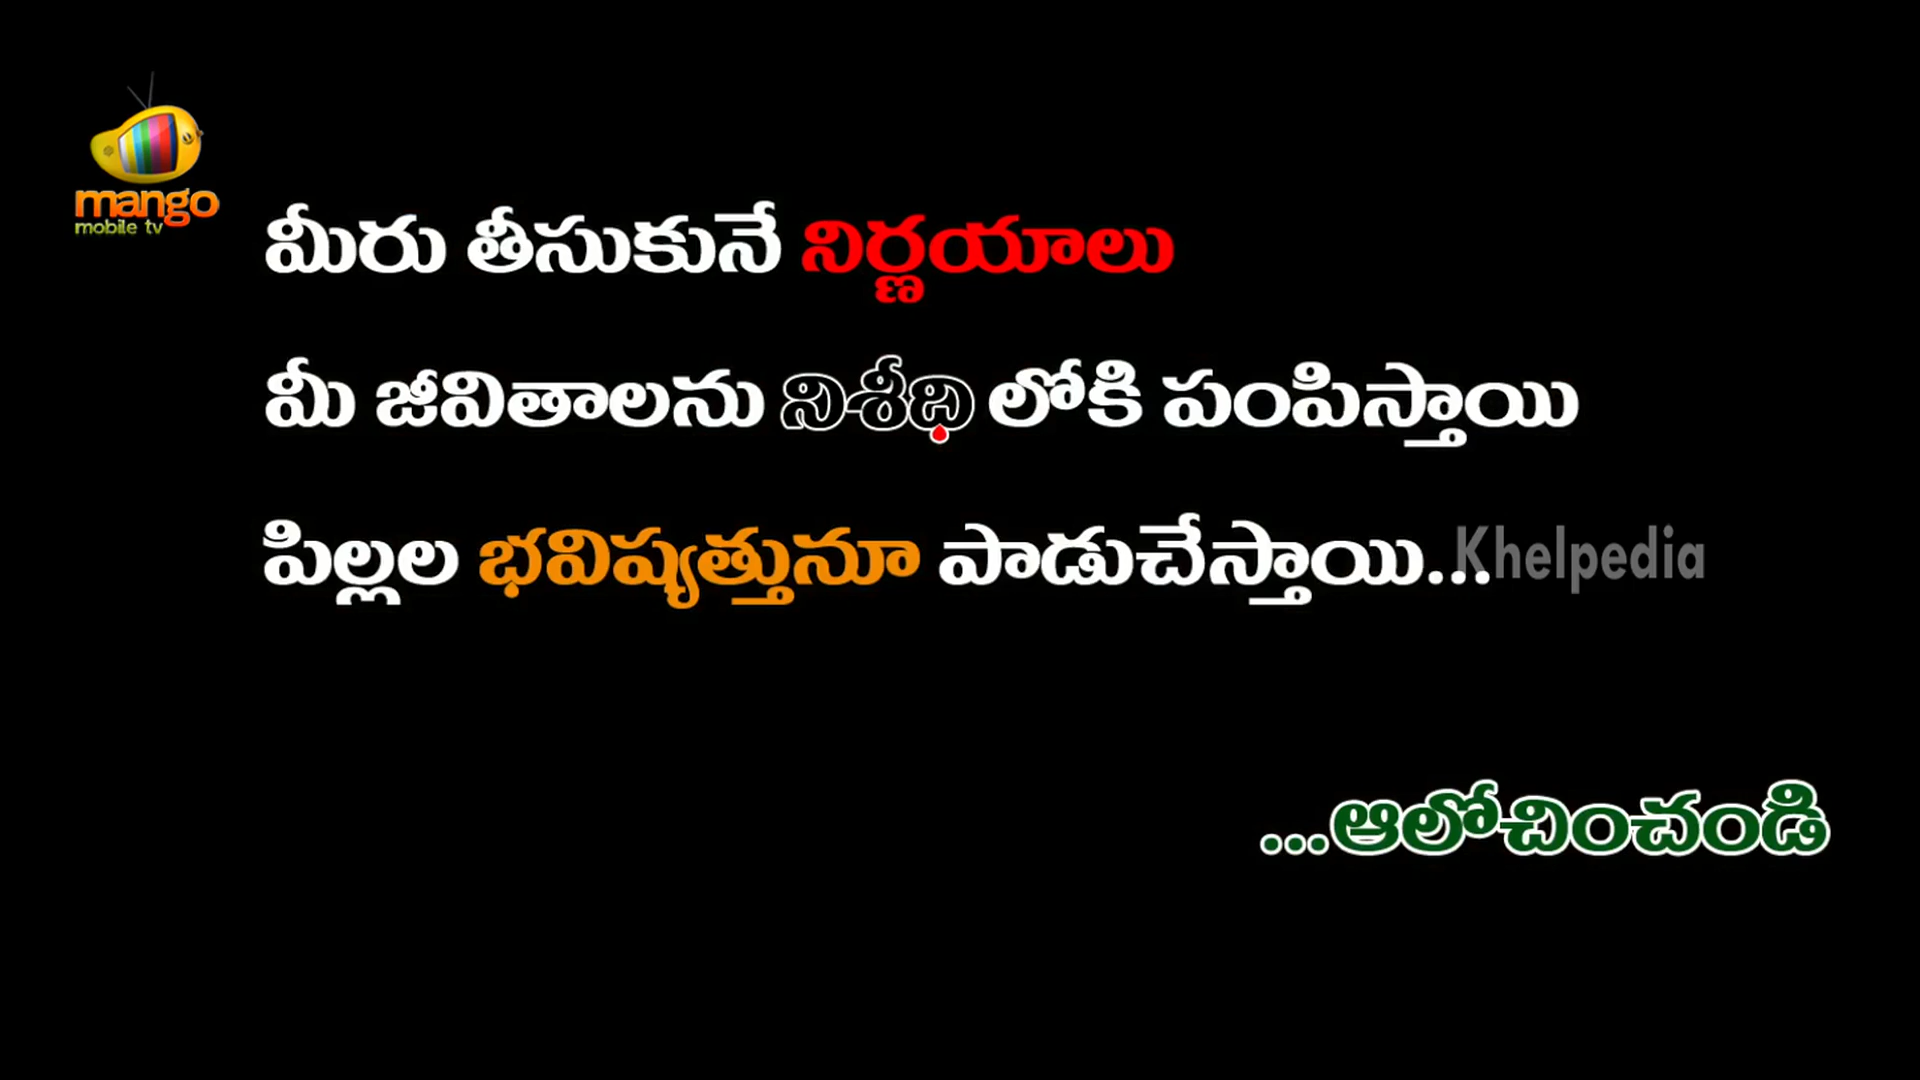 mango
mobile tv
మీరు తీసుకునే నిర్ణయాలు
మీ జీవితాలను నిశీధి లోకి పంపిస్తాయి
పిల్లల భవిష్యత్తునూ పాడుచేస్తాయి...
Khelpedia
...ఆలోచించండి